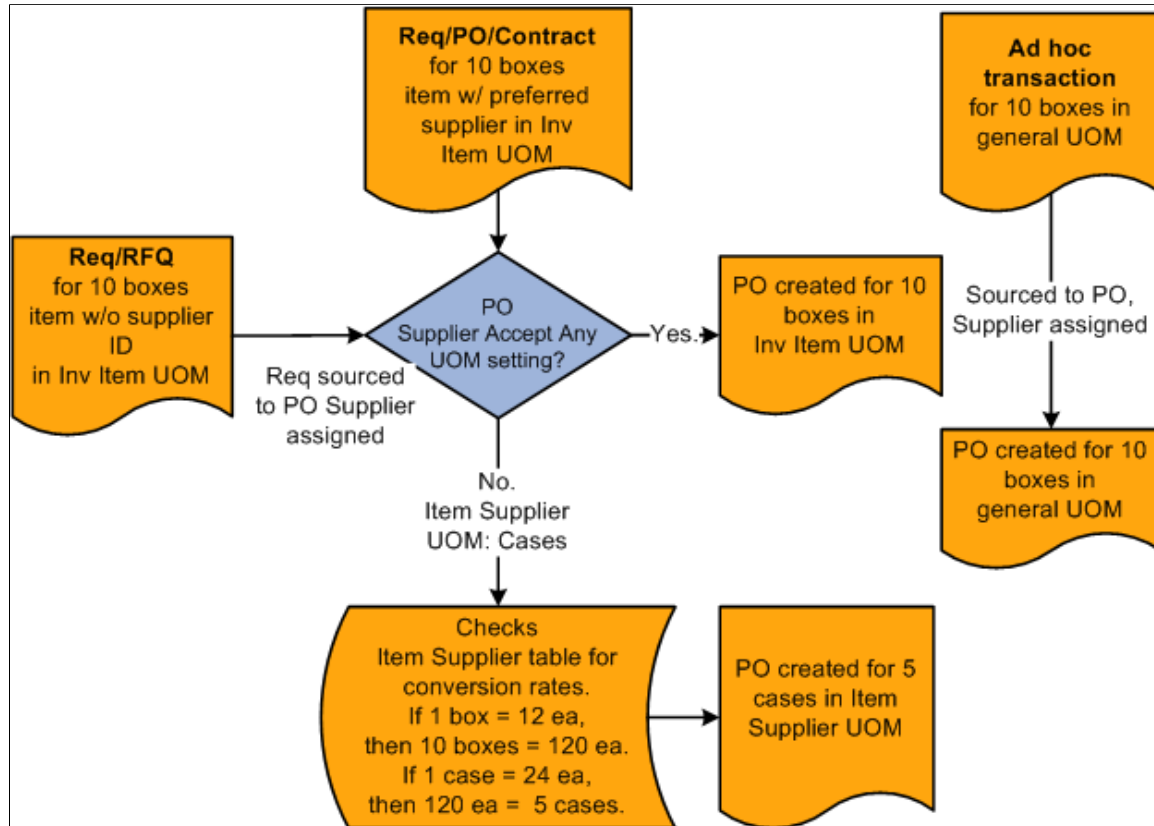 Req/PO/Contract
for 10 boxes
item w/ preferred
supplier in Inv
Item UOM
Ad hoc
transaction
for 10 boxes in
general UOM
Req/RFQ
for 10 boxes
item w/o supplier
ID
in Inv Item UOM
Req sourced
to PO Supplier
assigned
PO
Supplier Accept Any
UOM setting?
Yes.
PO created for 10
boxes in
Inv Item UOM
Sourced to PO,
Supplier assigned
PO created for 10
boxes in
general UOM
No.
Item Supplier
UOM: Cases
Checks
Item Supplier table for
conversion rates.
If 1 box = 12 ea,
then 10 boxes = 120 ea.
If 1 case = 24 ea,
then 120 ea = 5 cases.
PO created for 5
cases in Item
Supplier UOM